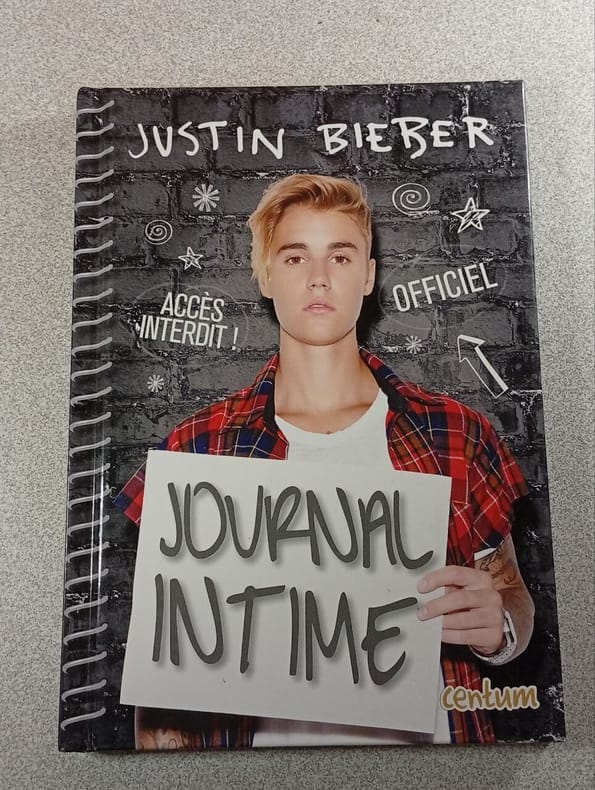 JUSTIN BIEBER
ACCÈS
INTERDIT !
OFFICIEL
JOURNAL
INTIME
centum